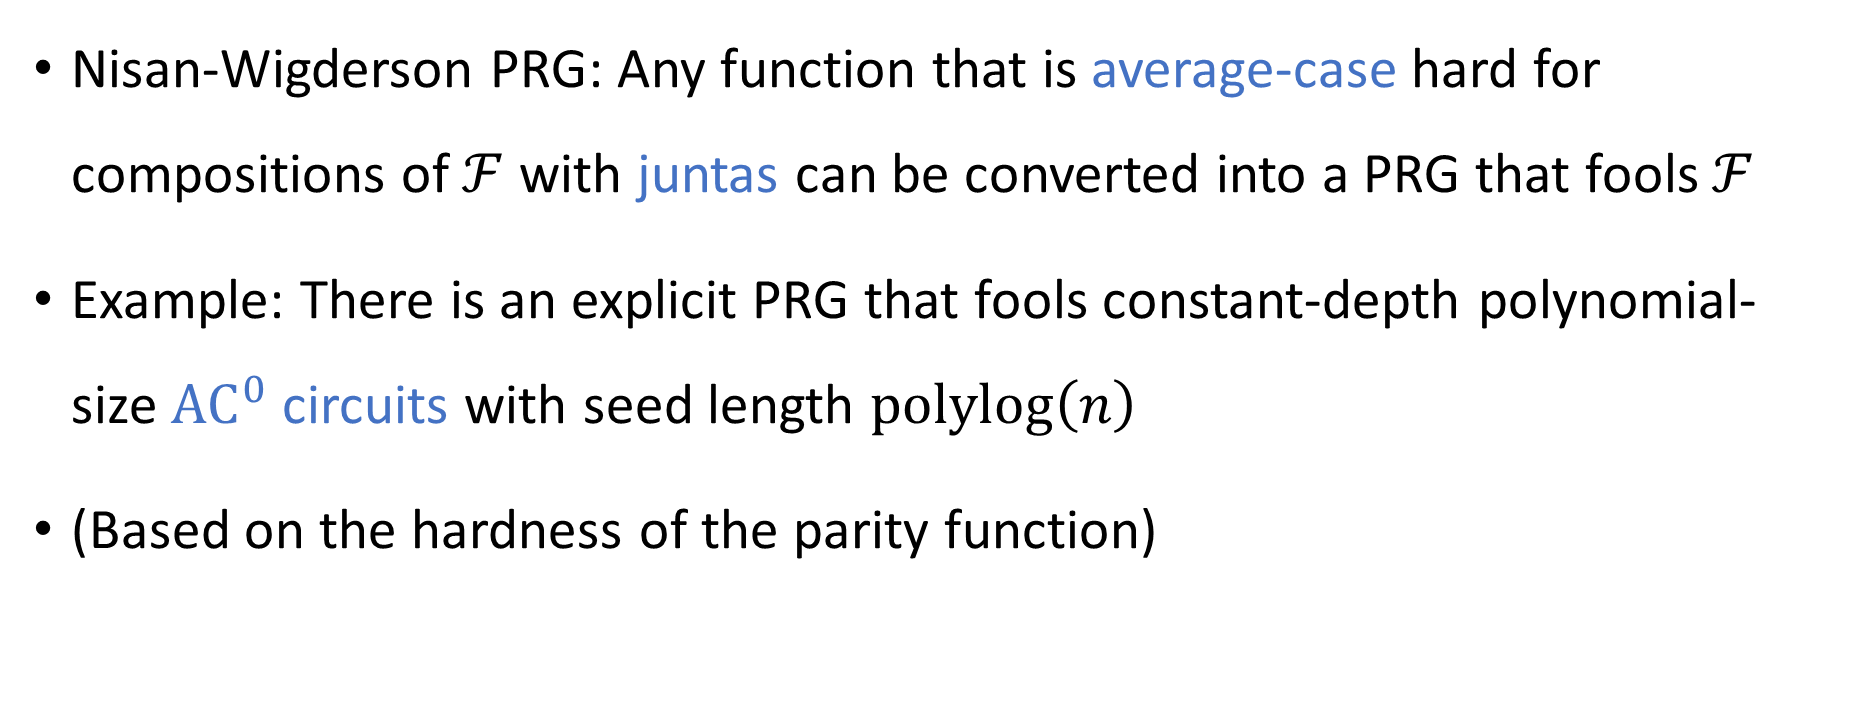 • Nisan-Wigderson PRG: Any function that is average-case hard for
compositions of ℱ with juntas can be converted into a PRG that fools ℱ
• Example: There is an explicit PRG that fools constant-depth polynomial-
size AC⁰ circuits with seed length polylog(𝑛)
• (Based on the hardness of the parity function)